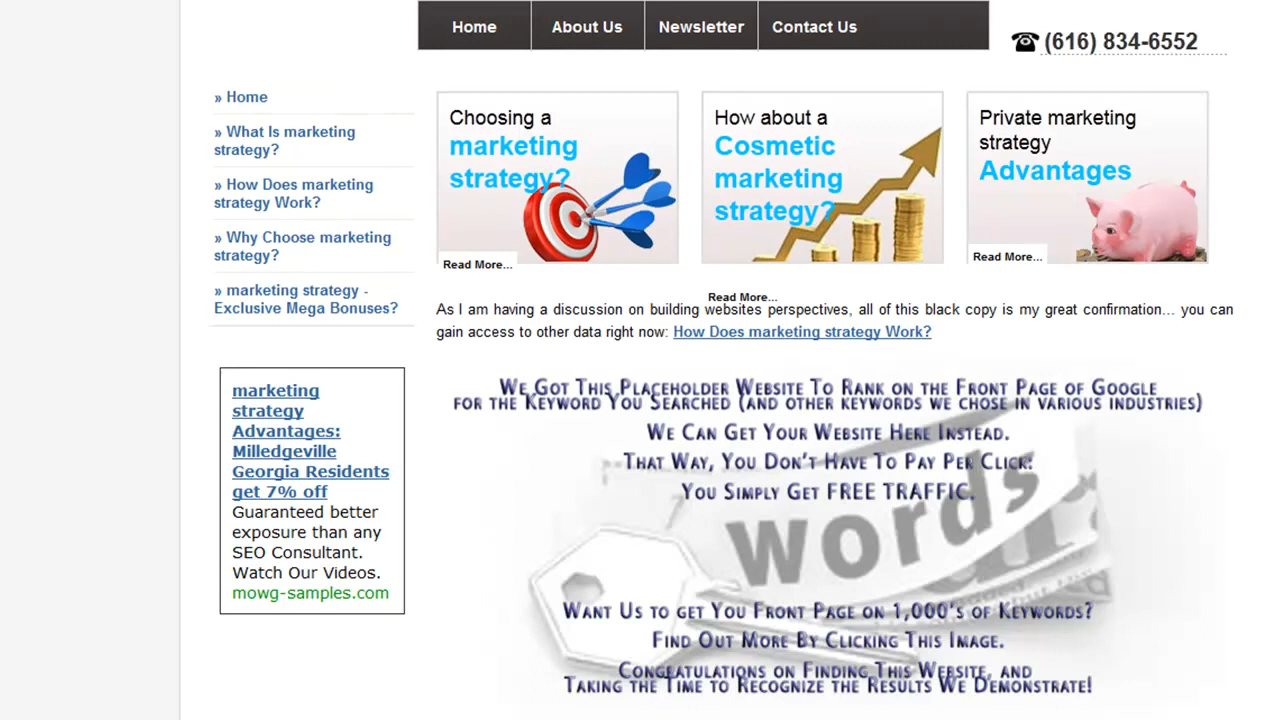 Home About Us Newsletter Contact Us
(616) 834-6552
» Home
» What Is marketing
strategy?
» How Does marketing
strategy Work?
» Why Choose marketing
strategy?
» marketing strategy -
Exclusive Mega Bonuses?
Choosing a
marketing
strategy?
Read More...
How about a
Cosmetic
marketing
strategy?
Read More...
Private marketing
strategy
Advantages
Read More...
As I am having a discussion on building websites perspectives, all of this black copy is my great confirmation... you can
gain access to other data right now: How Does marketing strategy Work?
marketing
strategy
Advantages:
Milledgeville
Georgia Residents
get 7% off
Guaranteed better
exposure than any
SEO Consultant.
Watch Our Videos.
mowg-samples.com
We Got This Placeholder Website To Rank on the Front Page of Google
for the Keyword You Searched (and other keywords we chose in various industries)
We Can Get Your Website Here Instead.
That Way, You Don't Have To Pay Per Click:
You Simply Get FREE TRAFFIC.
words
Want Us to get You Front Page on 1,000's of Keywords?
Find Out More By Clicking This Image.
Congratulations on Finding This Website, and
Taking the Time to Recognize the Results We Demonstrate!